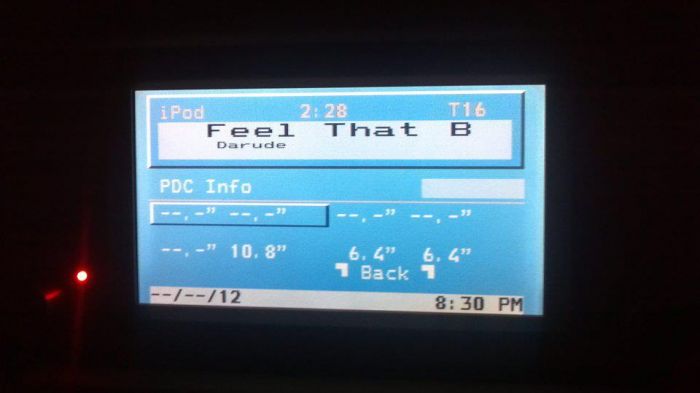 iPod 2:28 T16
Feel That B
Darude
PDC Info
--,-" --,-" --,-" --,-"
--,-" 10.8" 6.4" 6.4"
Back
--/--/12 8:30 PM